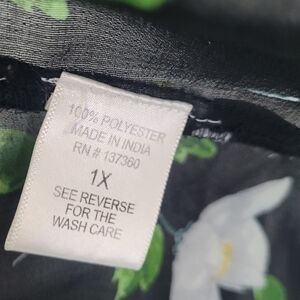 100% POLYESTER
MADE IN INDIA
RN # 137360
1X
SEE REVERSE
FOR THE
WASH CARE